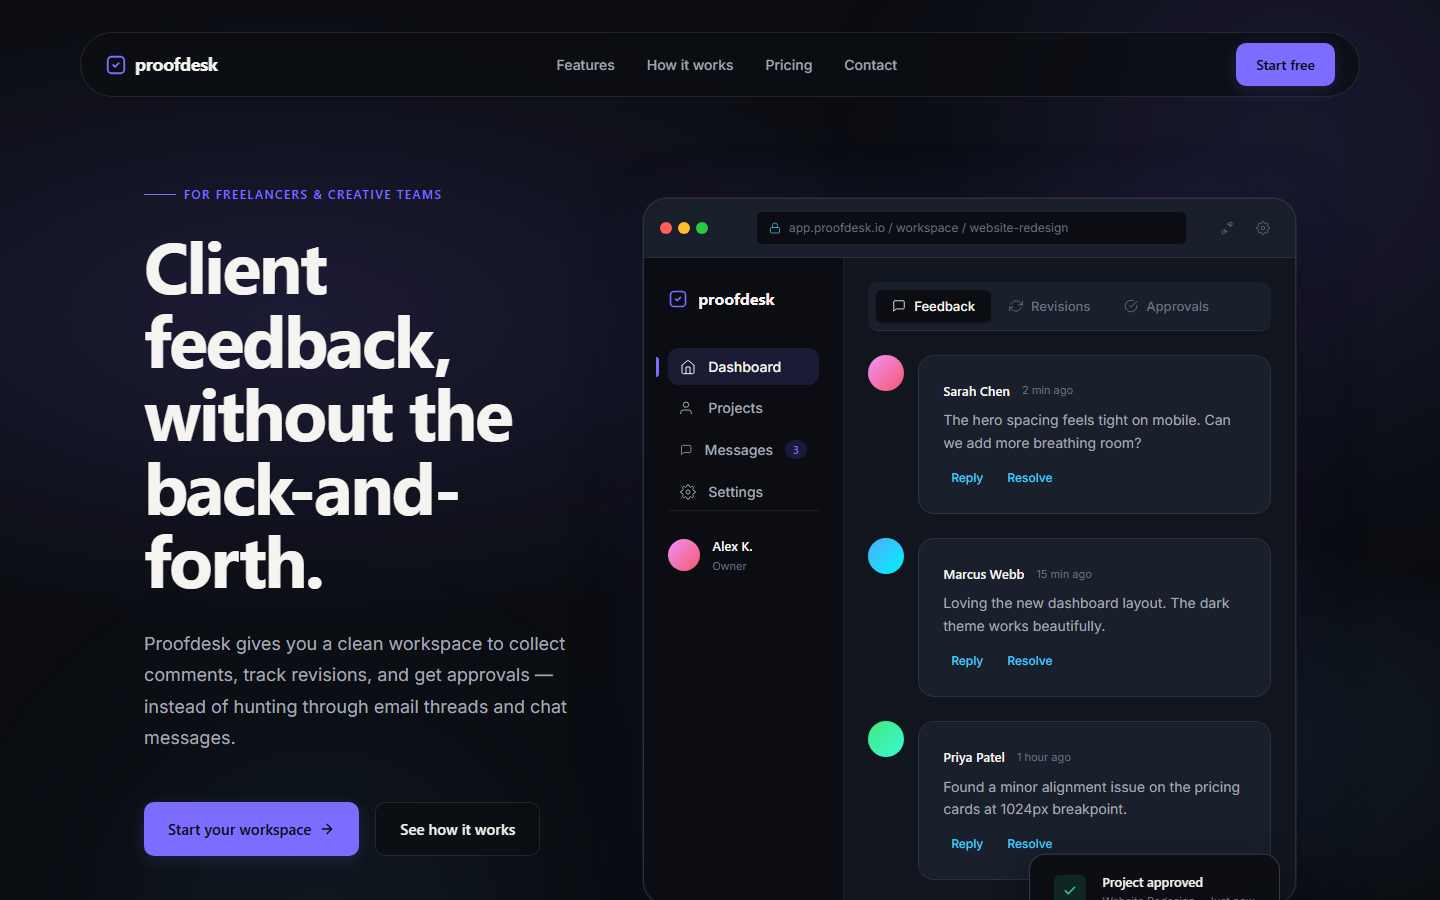 proofdesk
Features
How it works
Pricing
Contact
Start free
FOR FREELANCERS & CREATIVE TEAMS
Client
feedback,
without the
back-and-
forth.
Proofdesk gives you a clean workspace to collect
comments, track revisions, and get approvals —
instead of hunting through email threads and chat
messages.
Start your workspace →
See how it works
app.proofdesk.io / workspace / website-redesign
proofdesk
Dashboard
Projects
Messages 3
Settings
Alex K.
Owner
Feedback
Revisions
Approvals
Sarah Chen 2 min ago
The hero spacing feels tight on mobile. Can
we add more breathing room?
Reply Resolve
Marcus Webb 15 min ago
Loving the new dashboard layout. The dark
theme works beautifully.
Reply Resolve
Priya Patel 1 hour ago
Found a minor alignment issue on the pricing
cards at 1024px breakpoint.
Reply Resolve
Project approved